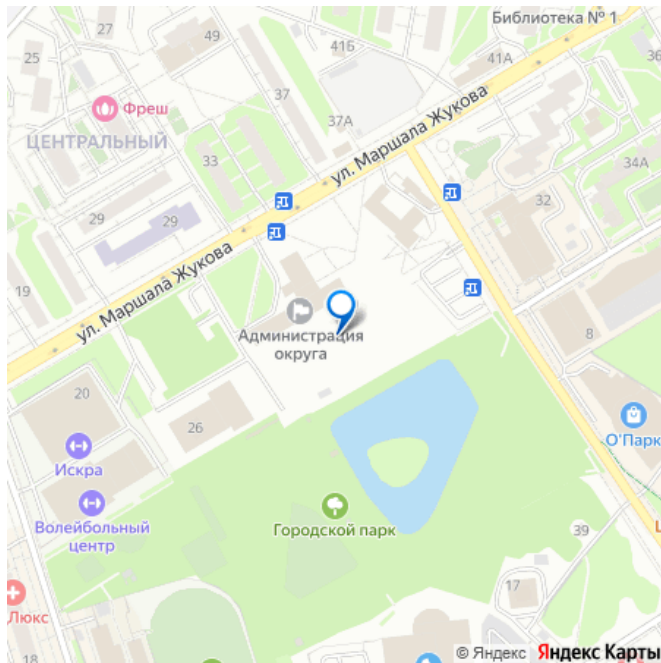 Библиотека № 1
27
49
41Б
25
41А
36
37
Фреш
37А
ул. Маршала Жукова
ЦЕНТРАЛЬНЫЙ
33
34А
32
29
29
ул. Маршала Жукова
19
Администрация
округа
8
20
26
О'Парк
Искра
Волейбольный
центр
Городской парк
39
17
Люкс
18
© Яндекс Яндекс Карты